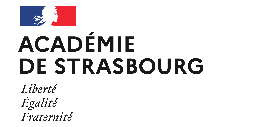 ACADÉMIE
DE STRASBOURG
Liberté
Égalité
Fraternité